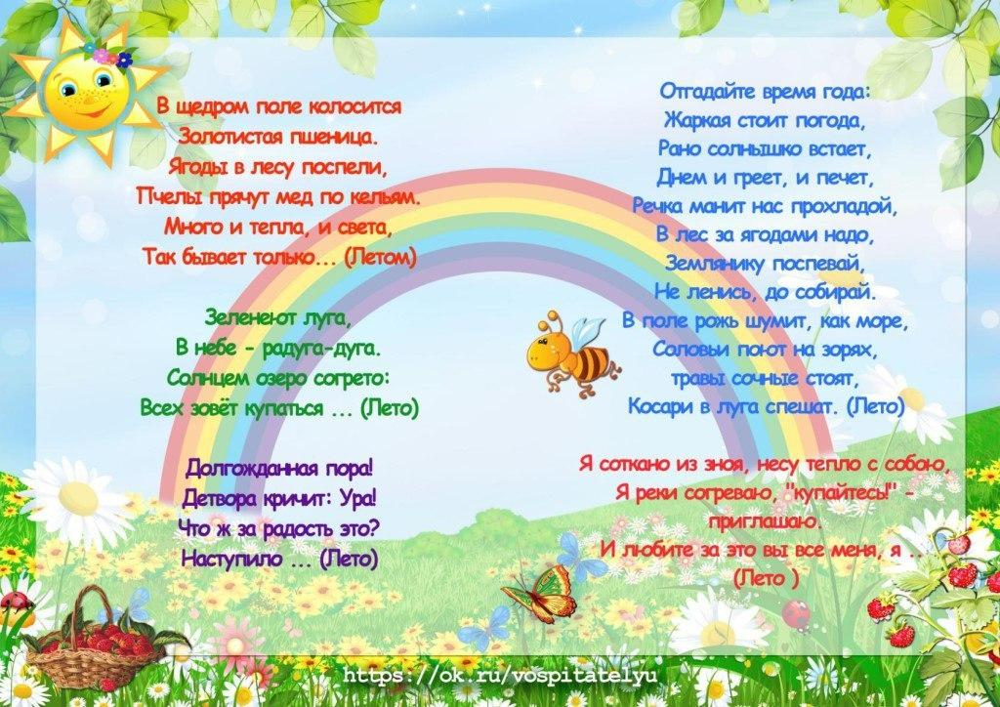 В щедром поле колосится
Золотистая пшеница.
Ягоды в лесу поспели,
Пчелы прячут мед по кельям.
Много и тепла, и света,
Так бывает только... (Летом)
Зеленеют луга,
В небе - радуга-дуга.
Солнцем озеро согрето:
Всех зовёт купаться ... (Лето)
Долгожданная пора!
Детвора кричит: Ура!
Что ж за радость это?
Наступило ... (Лето)
Отгадайте время года:
Жаркая стоит погода,
Рано солнышко встает,
Днем и греет, и печет,
Речка манит нас прохладой,
В лес за ягодами надо,
Землянику поспевай,
Не ленись, до собирай.
В поле рожь шумит, как море,
Соловьи поют на зорях,
травы сочные стоят,
Косари в луга спешат. (Лето)
Я соткано из зноя, несу тепло с собою,
Я реки согреваю, "купайтесь!" -
приглашаю.
И любите за это вы все меня, я ...
(Лето )
https://ok.ru/vospitatelyu